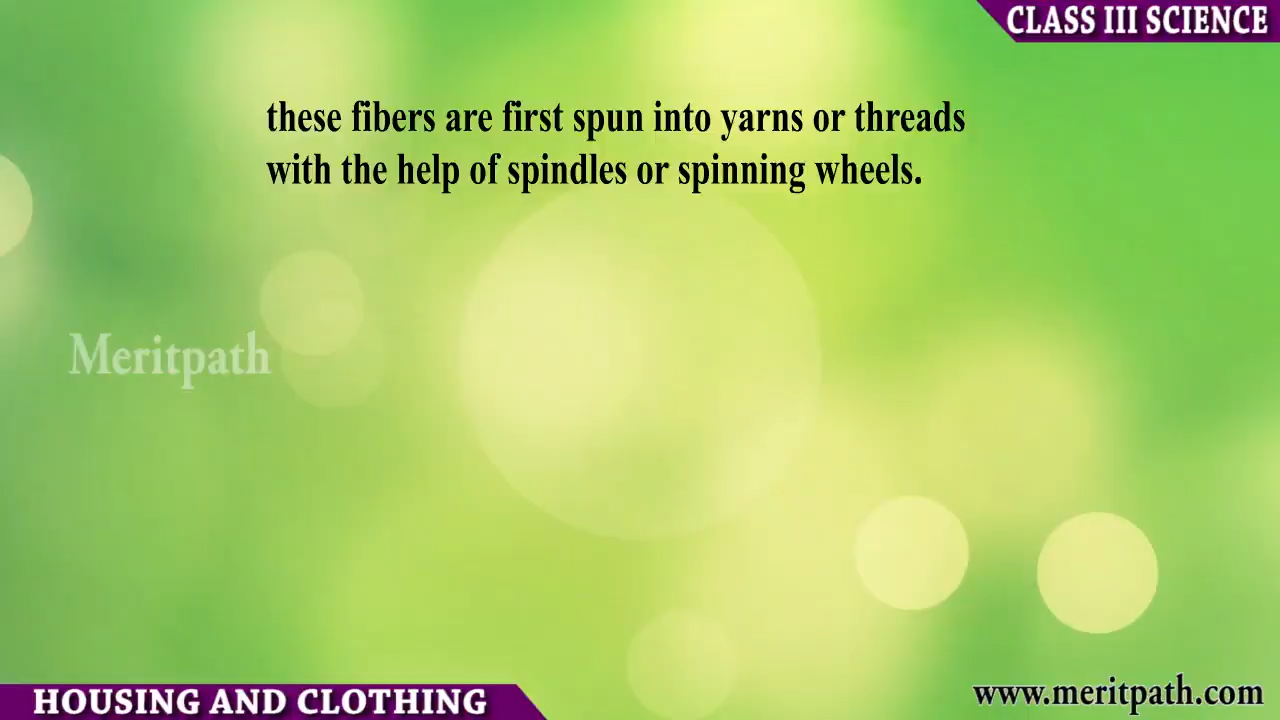 CLASS III SCIENCE
these fibers are first spun into yarns or threads
with the help of spindles or spinning wheels.
Meritpath
HOUSING AND CLOTHING
www.meritpath.com